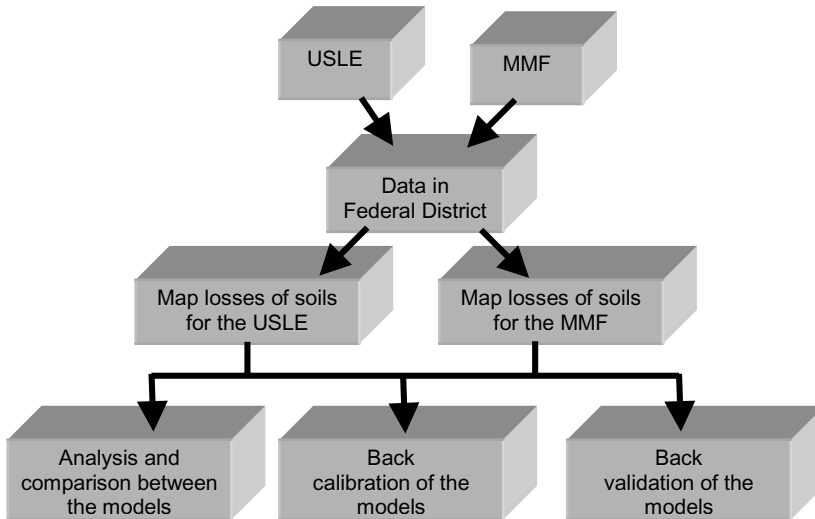 USLE
MMF
Data in
Federal District
Map losses of soils
for the USLE
Map losses of soils
for the MMF
Analysis and
comparison between
the models
Back
calibration of the
models
Back
validation of the
models